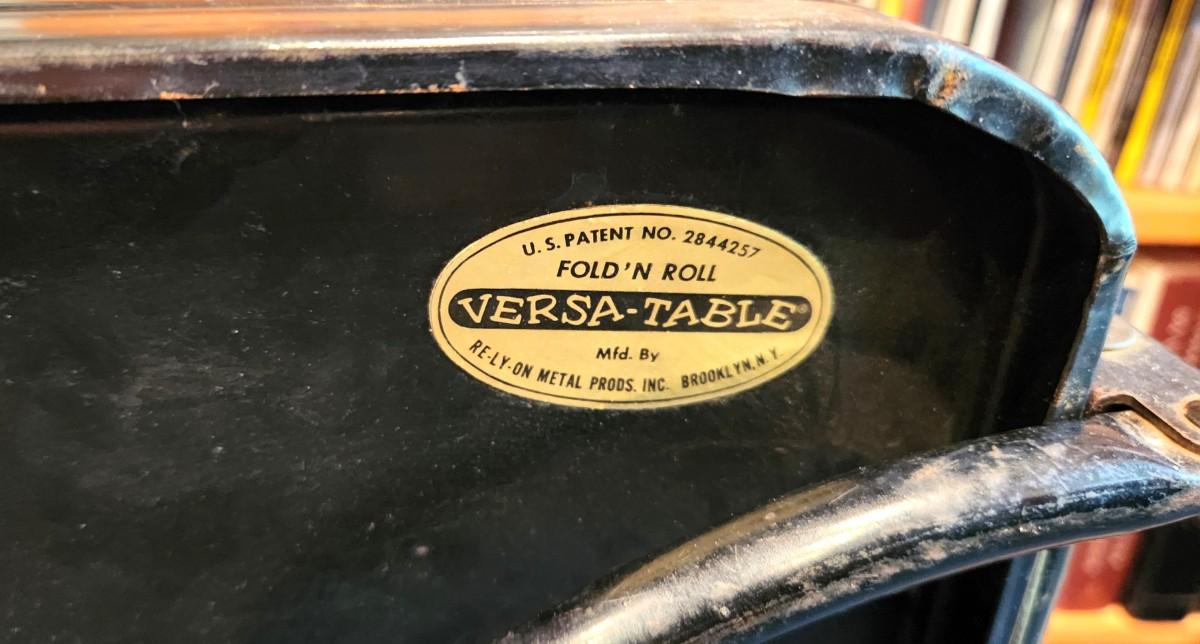 U. S. PATENT NO. 2844257
FOLD'N ROLL
VERSA-TABLE®
Mfd. By
RE-LY-ON METAL PRODS. INC. BROOKLYN, N.Y.